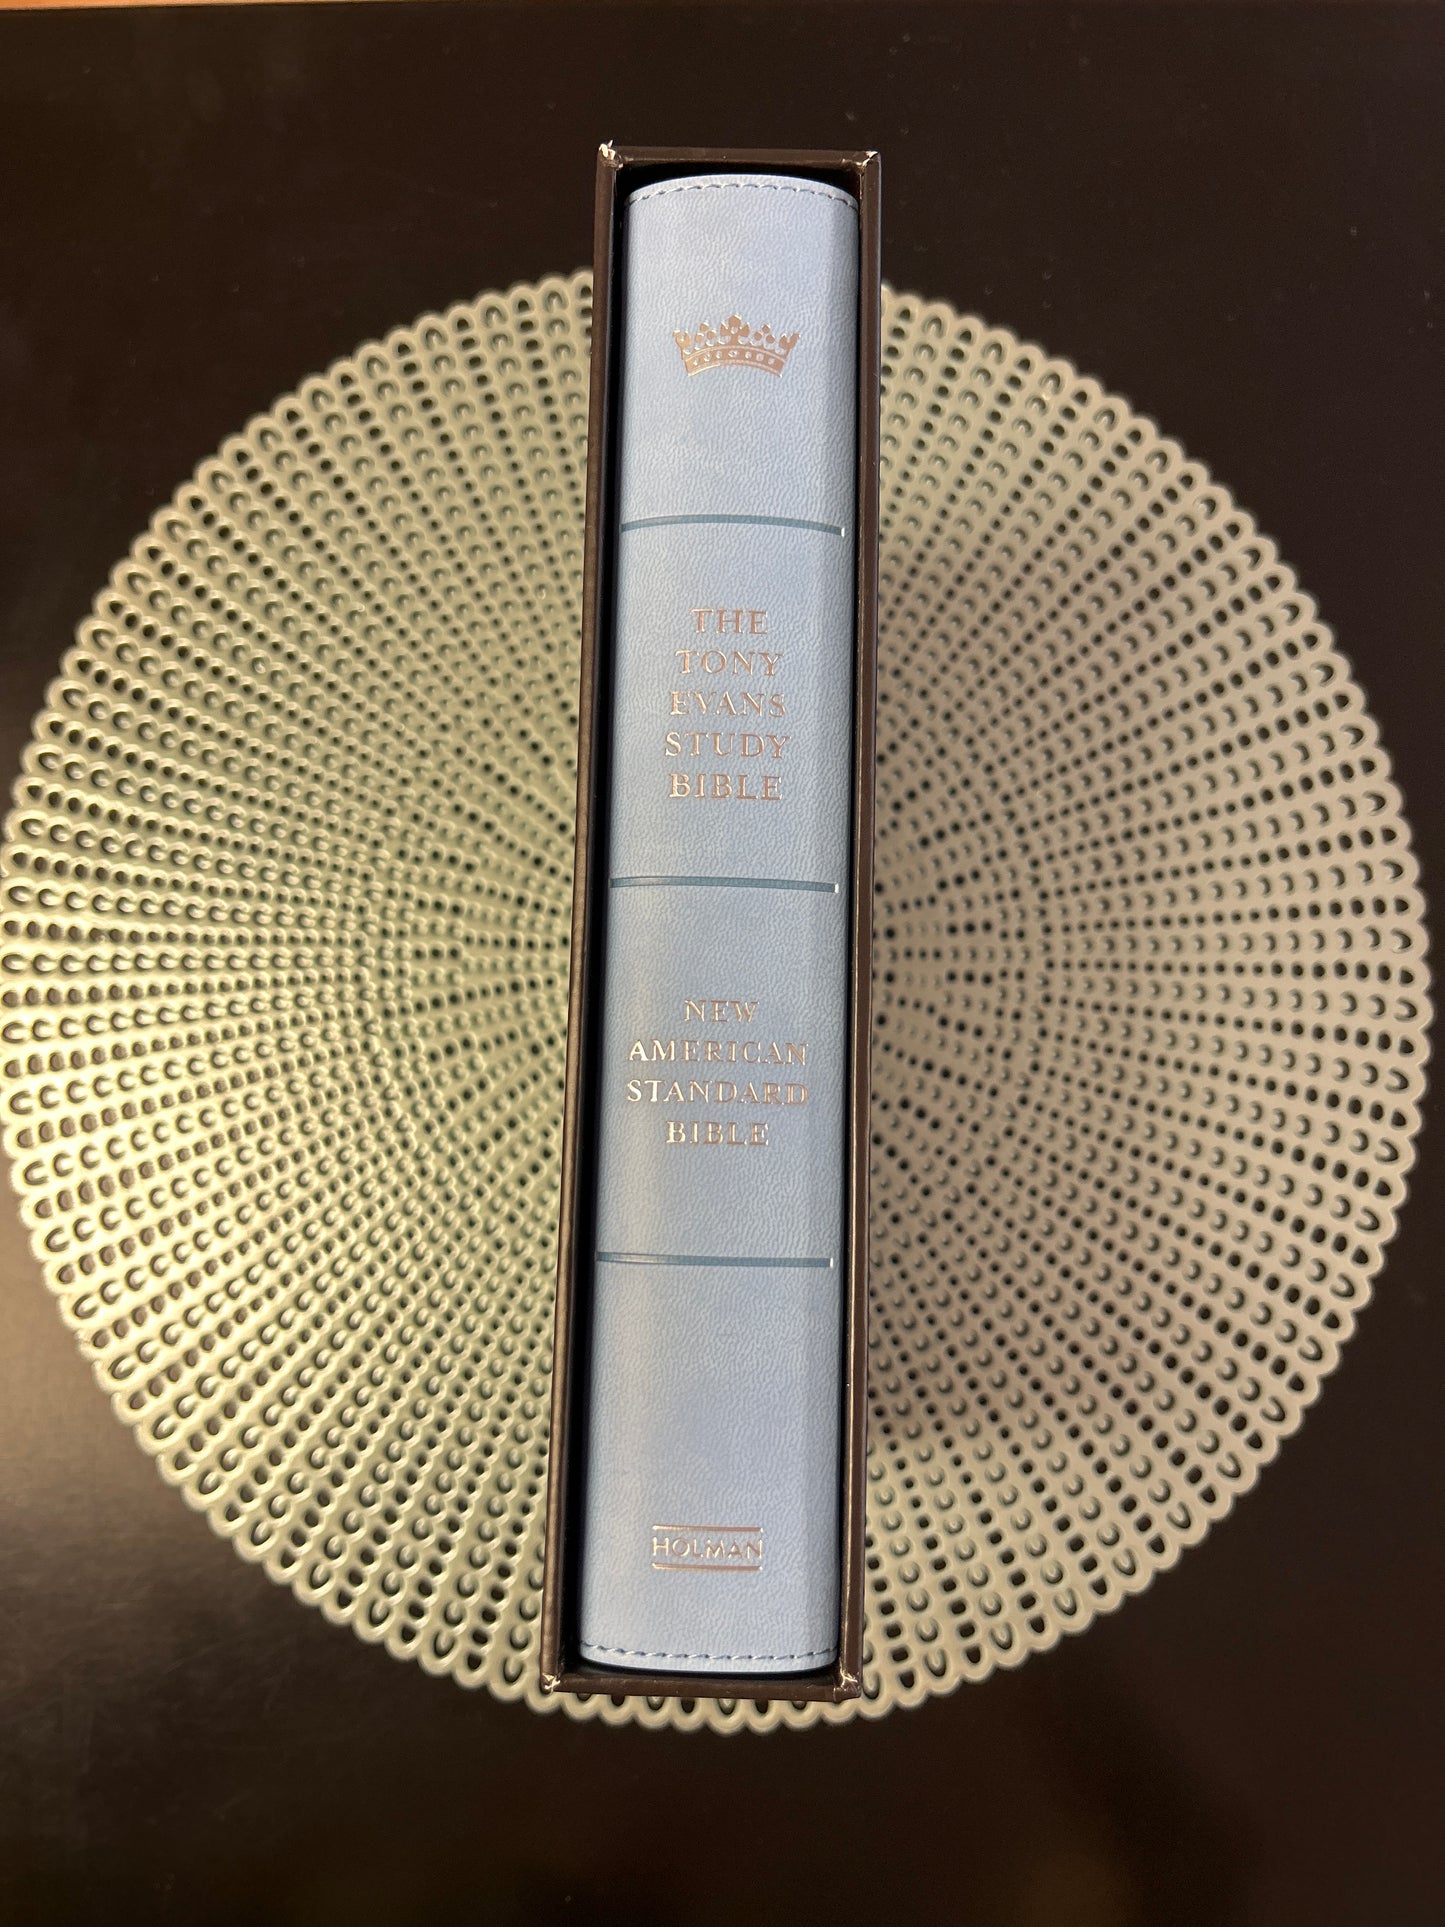 THE
TONY
EVANS
STUDY
BIBLE
NEW
AMERICAN
STANDARD
BIBLE
HOLMAN